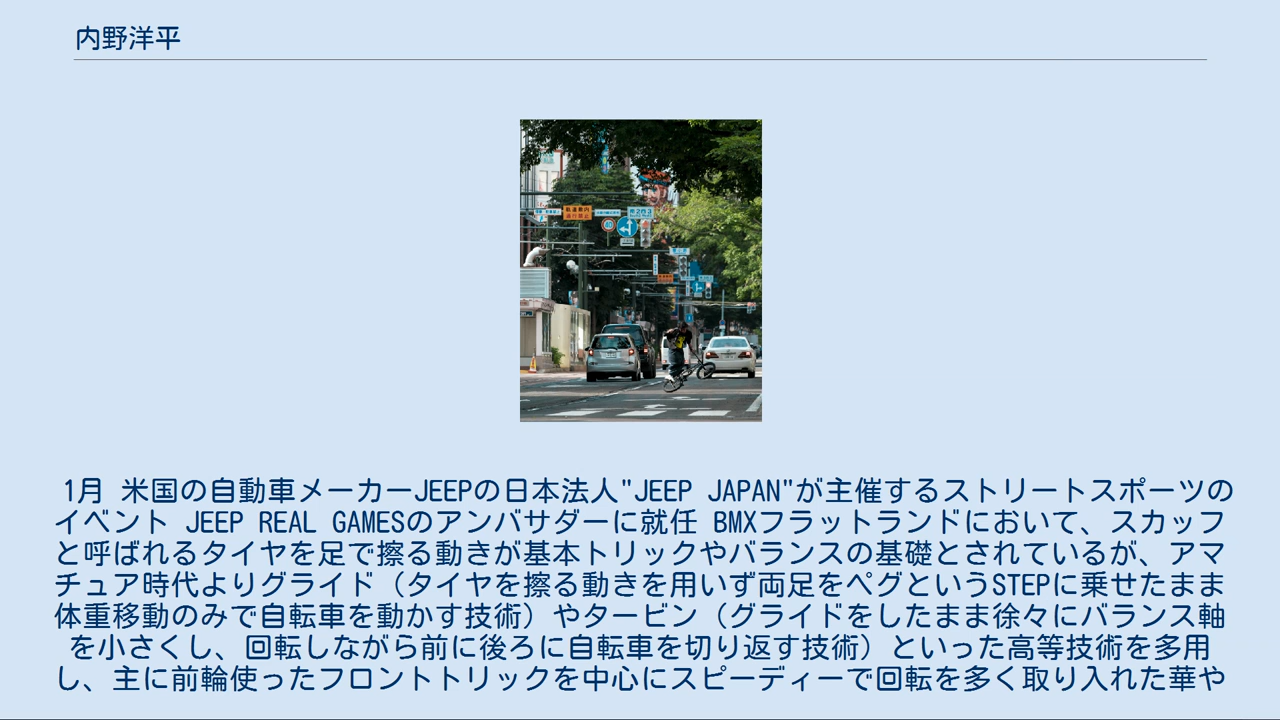 内野洋平
1月 米国の自動車メーカーJEEPの日本法人"JEEP JAPAN"が主催するストリートスポーツの
イベント JEEP REAL GAMESのアンバサダーに就任 BMXフラットランドにおいて、スカッフ
と呼ばれるタイヤを足で擦る動きが基本トリックやバランスの基礎とされているが、アマ
チュア時代よりグライド（タイヤを擦る動きを用いず両足をペグというSTEPに乗せたまま
体重移動のみで自転車を動かす技術）やタービン（グライドをしたまま徐々にバランス軸
を小さくし、回転しながら前に後ろに自転車を切り返す技術）といった高等技術を多用
し、主に前輪使ったフロントトリックを中心にスピーディーで回転を多く取り入れた華や